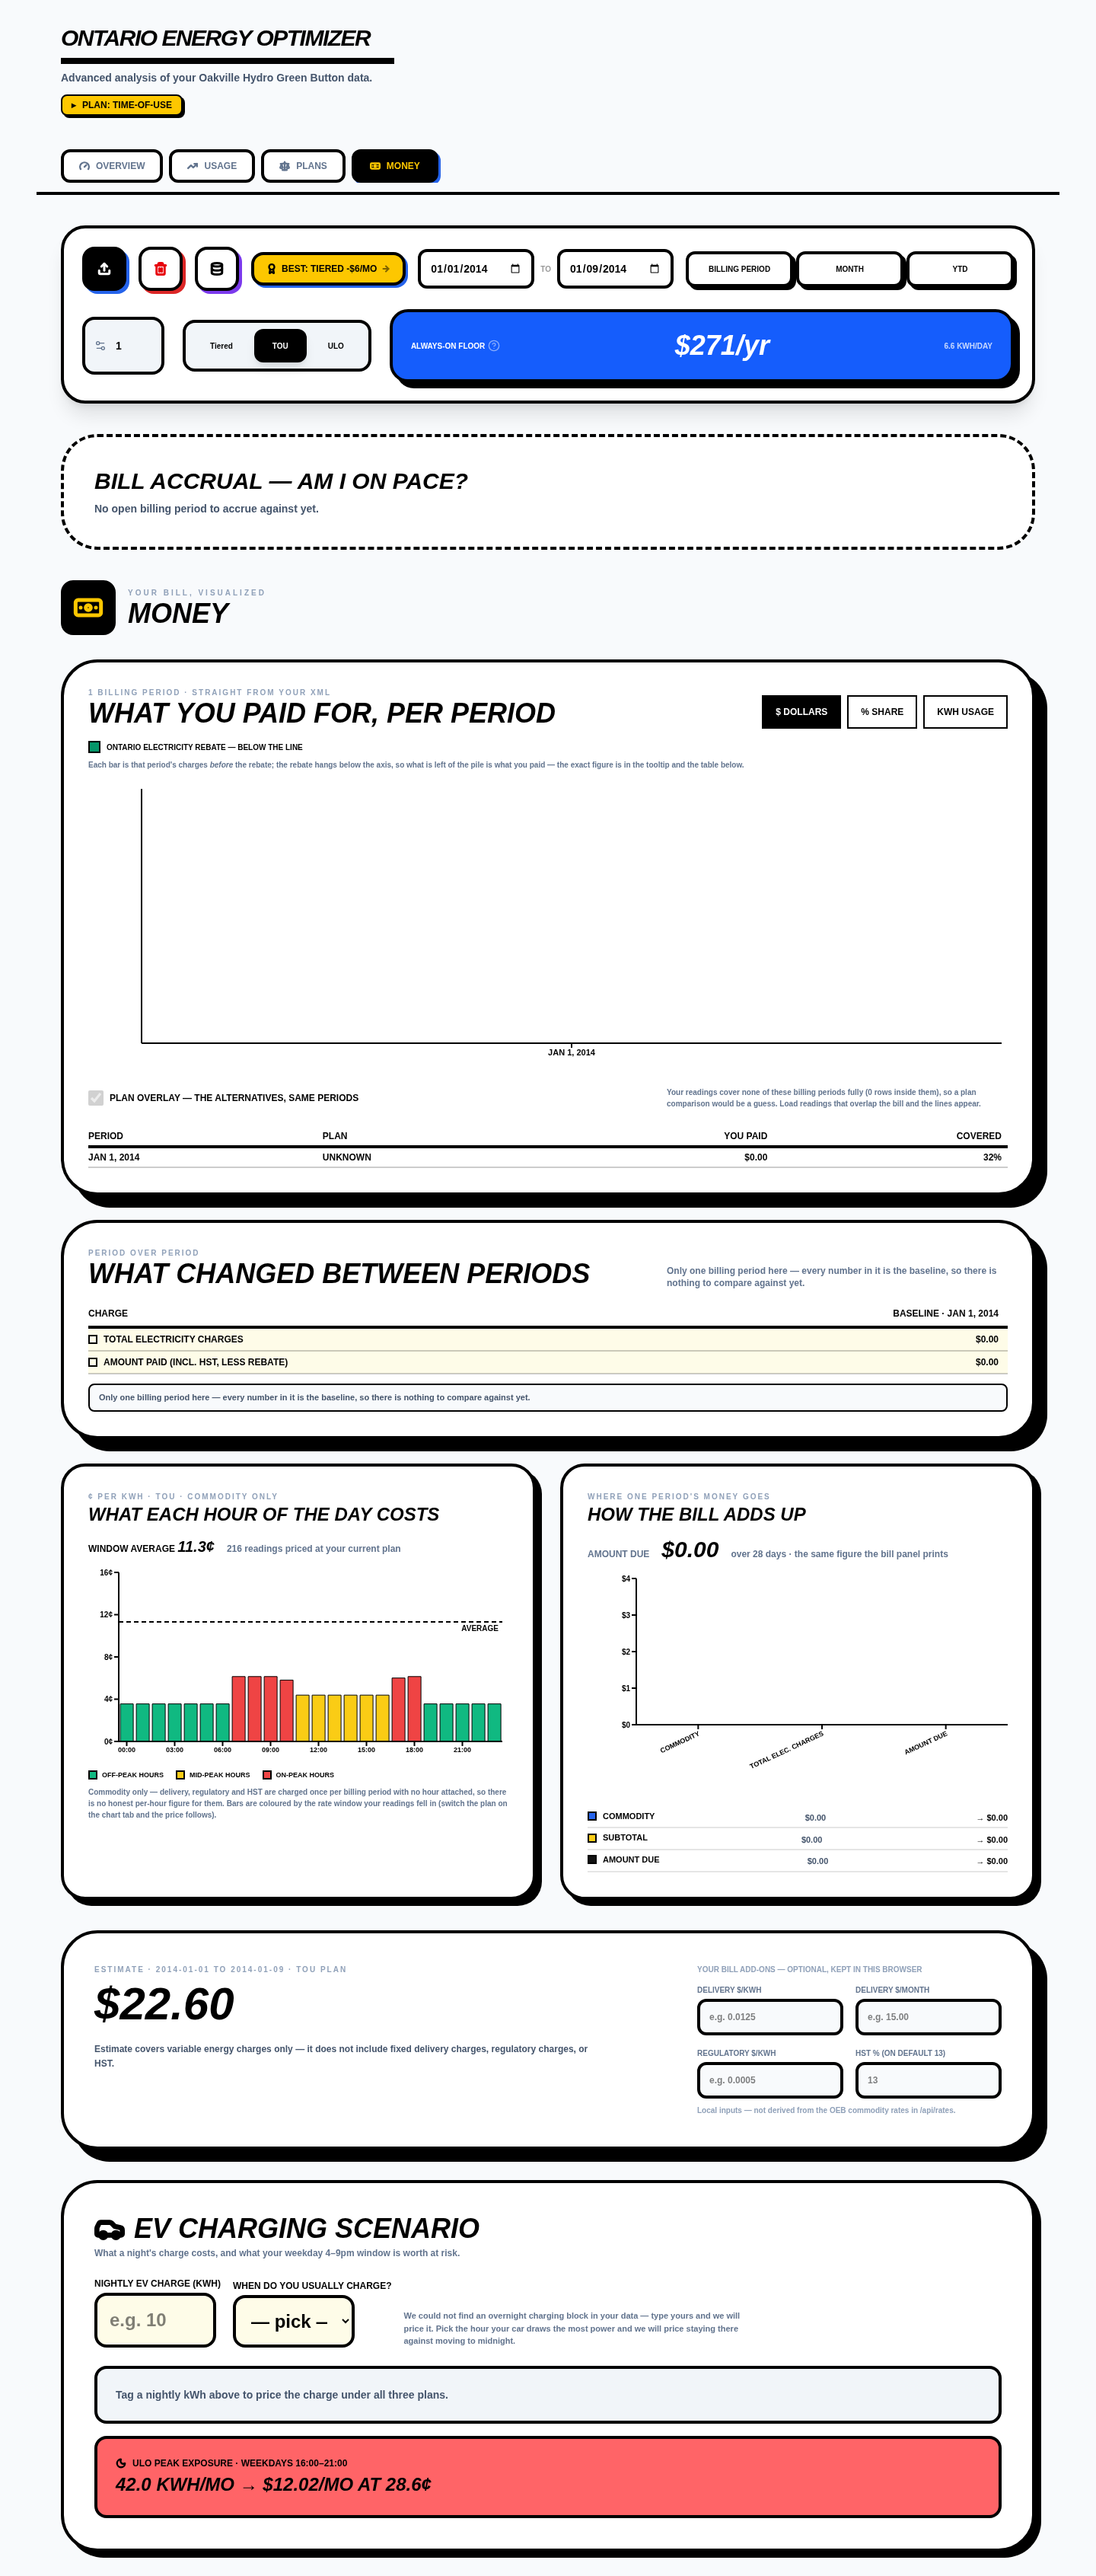 ONTARIO ENERGY OPTIMIZER
Advanced analysis of your Oakville Hydro Green Button data.
▸ PLAN: TIME-OF-USE
OVERVIEW
USAGE
PLANS
MONEY
BEST: TIERED -$6/MO →
01/01/2014
TO
01/09/2014
BILLING PERIOD
MONTH
YTD
1
Tiered
TOU
ULO
ALWAYS-ON FLOOR ?
$271/yr
6.6 KWH/DAY
BILL ACCRUAL — AM I ON PACE?
No open billing period to accrue against yet.
YOUR BILL, VISUALIZED
MONEY
1 BILLING PERIOD · STRAIGHT FROM YOUR XML
WHAT YOU PAID FOR, PER PERIOD
$ DOLLARS
% SHARE
KWH USAGE
ONTARIO ELECTRICITY REBATE — BELOW THE LINE
Each bar is that period's charges before the rebate; the rebate hangs below the axis, so what is left of the pile is what you paid — the exact figure is in the tooltip and the table below.
JAN 1, 2014
PLAN OVERLAY — THE ALTERNATIVES, SAME PERIODS
Your readings cover none of these billing periods fully (0 rows inside them), so a plan
comparison would be a guess. Load readings that overlap the bill and the lines appear.
PERIOD PLAN YOU PAID COVERED
JAN 1, 2014 UNKNOWN $0.00 32%
PERIOD OVER PERIOD
WHAT CHANGED BETWEEN PERIODS
Only one billing period here — every number in it is the baseline, so there is
nothing to compare against yet.
CHARGE BASELINE · JAN 1, 2014
TOTAL ELECTRICITY CHARGES $0.00
AMOUNT PAID (INCL. HST, LESS REBATE) $0.00
Only one billing period here — every number in it is the baseline, so there is nothing to compare against yet.
¢ PER KWH · TOU · COMMODITY ONLY
WHAT EACH HOUR OF THE DAY COSTS
WINDOW AVERAGE 11.3¢ 216 readings priced at your current plan
16¢
12¢
AVERAGE
8¢
4¢
0¢
00:00 03:00 06:00 09:00 12:00 15:00 18:00 21:00
OFF-PEAK HOURS MID-PEAK HOURS ON-PEAK HOURS
Commodity only — delivery, regulatory and HST are charged once per billing period with no hour attached, so there
is no honest per-hour figure for them. Bars are coloured by the rate window your readings fell in (switch the plan on
the chart tab and the price follows).
WHERE ONE PERIOD'S MONEY GOES
HOW THE BILL ADDS UP
AMOUNT DUE $0.00 over 28 days · the same figure the bill panel prints
$4
$3
$2
$1
$0
COMMODITY
TOTAL ELEC. CHARGES
AMOUNT DUE
COMMODITY $0.00 → $0.00
SUBTOTAL $0.00 → $0.00
AMOUNT DUE $0.00 → $0.00
ESTIMATE · 2014-01-01 TO 2014-01-09 · TOU PLAN
$22.60
Estimate covers variable energy charges only — it does not include fixed delivery charges, regulatory charges, or
HST.
YOUR BILL ADD-ONS — OPTIONAL, KEPT IN THIS BROWSER
DELIVERY $/KWH
DELIVERY $/MONTH
e.g. 0.0125
e.g. 15.00
REGULATORY $/KWH
HST % (ON DEFAULT 13)
e.g. 0.0005
13
Local inputs — not derived from the OEB commodity rates in /api/rates.
EV CHARGING SCENARIO
What a night's charge costs, and what your weekday 4–9pm window is worth at risk.
NIGHTLY EV CHARGE (KWH)
WHEN DO YOU USUALLY CHARGE?
e.g. 10
— pick –
We could not find an overnight charging block in your data — type yours and we will
price it. Pick the hour your car draws the most power and we will price staying there
against moving to midnight.
Tag a nightly kWh above to price the charge under all three plans.
ULO PEAK EXPOSURE · WEEKDAYS 16:00–21:00
42.0 KWH/MO → $12.02/MO AT 28.6¢